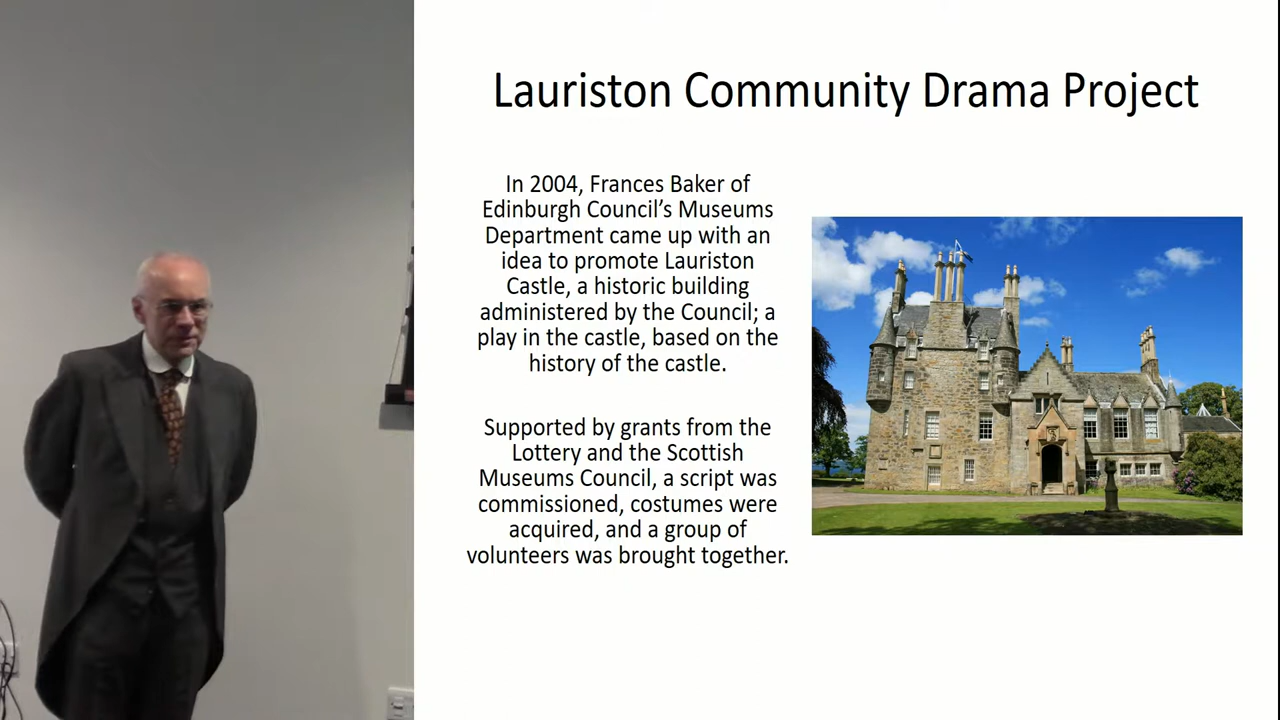 Lauriston Community Drama Project
In 2004, Frances Baker of
Edinburgh Council’s Museums
Department came up with an
idea to promote Lauriston
Castle, a historic building
administered by the Council; a
play in the castle, based on the
history of the castle.
Supported by grants from the
Lottery and the Scottish
Museums Council, a script was
commissioned, costumes were
acquired, and a group of
volunteers was brought together.